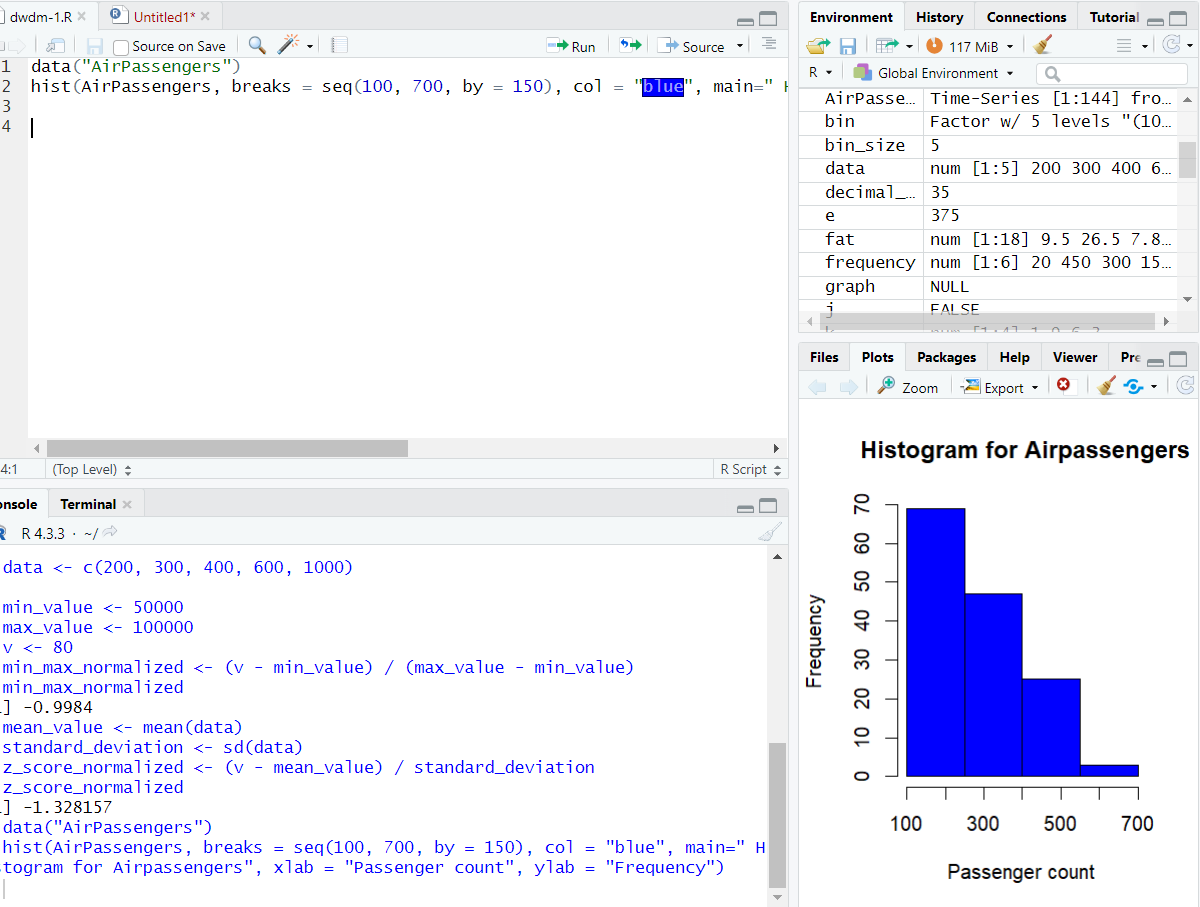 dwdm-1.R
Untitled1*
Source on Save
Run
Source
1 data("AirPassengers")
2 hist(AirPassengers, breaks = seq(100, 700, by = 150), col = "blue", main=" H
3
4
4:1 (Top Level) R Script
onsole Terminal
R 4.3.3 · ~/
data <- c(200, 300, 400, 600, 1000)
min_value <- 50000
max_value <- 100000
v <- 80
min_max_normalized <- (v - min_value) / (max_value - min_value)
min_max_normalized
] -0.9984
mean_value <- mean(data)
standard_deviation <- sd(data)
z_score_normalized <- (v - mean_value) / standard_deviation
z_score_normalized
] -1.328157
data("AirPassengers")
hist(AirPassengers, breaks = seq(100, 700, by = 150), col = "blue", main=" H
stogram for Airpassengers", xlab = "Passenger count", ylab = "Frequency")
Environment History Connections Tutorial
117 MiB
R Global Environment
AirPasse… Time-Series [1:144] fro…
bin Factor w/ 5 levels "(10…
bin_size 5
data num [1:5] 200 300 400 6…
decimal_… 35
e 375
fat num [1:18] 9.5 26.5 7.8…
frequency num [1:6] 20 450 300 15…
graph NULL
j FALSE
Files Plots Packages Help Viewer Pre
Zoom Export
Histogram for Airpassengers
Frequency
70
60
50
40
30
20
10
0
100 300 500 700
Passenger count